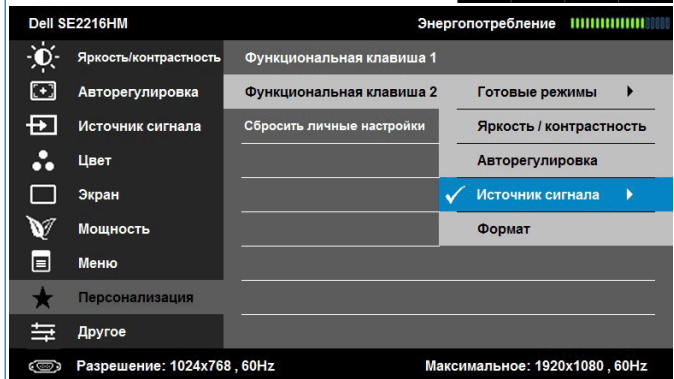 Dell SE2216HM Энергопотребление
Яркость/контрастность Функциональная клавиша 1
Авторегулировка Функциональная клавиша 2 Готовые режимы
Источник сигнала Сбросить личные настройки Яркость / контрастность
Цвет Авторегулировка
Экран Источник сигнала
Мощность Формат
Меню
Персонализация
Другое
Разрешение: 1024x768 , 60Hz Максимальное: 1920x1080 , 60Hz